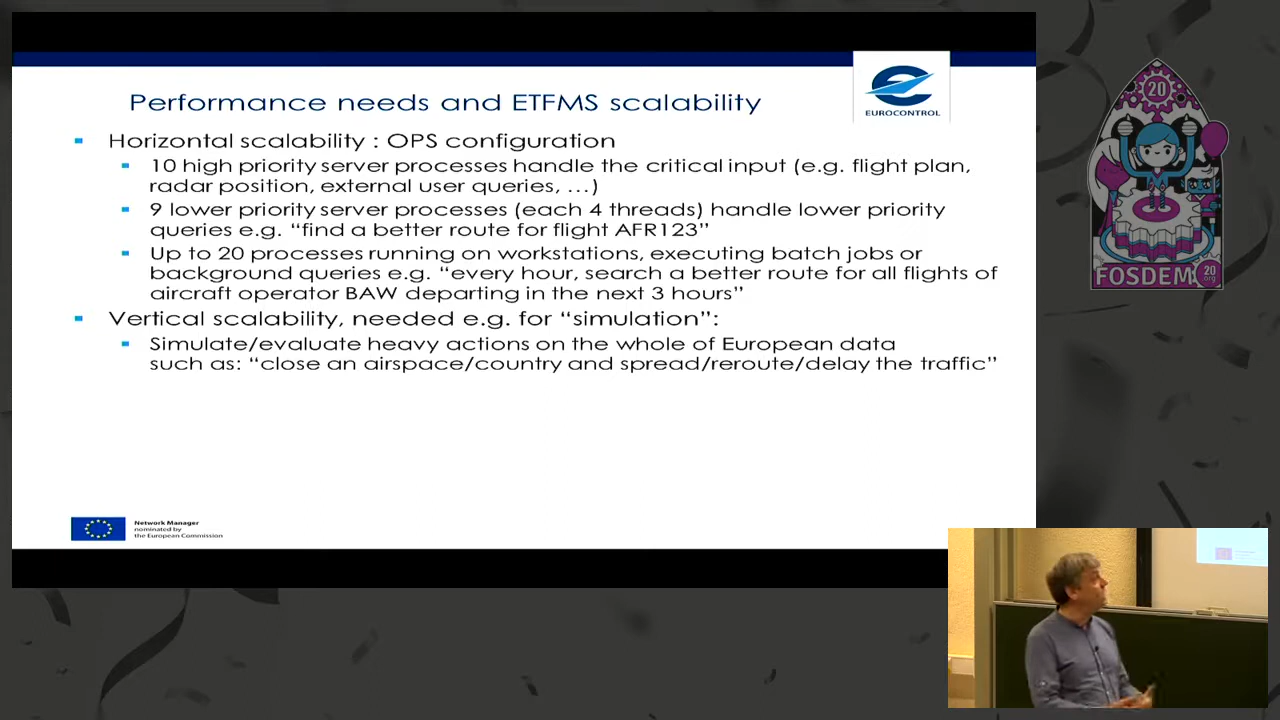 Performance needs and ETFMS scalability
EUROCONTROL
Horizontal scalability : OPS configuration
10 high priority server processes handle the critical input (e.g. flight plan,
radar position, external user queries, …)
9 lower priority server processes (each 4 threads) handle lower priority
queries e.g. “find a better route for flight AFR123”
Up to 20 processes running on workstations, executing batch jobs or
background queries e.g. “every hour, search a better route for all flights of
aircraft operator BAW departing in the next 3 hours”
Vertical scalability, needed e.g. for “simulation”:
Simulate/evaluate heavy actions on the whole of European data
such as: “close an airspace/country and spread/reroute/delay the traffic”
Network Manager
nominated by
the European Commission
20
FOSDEM
20
.org